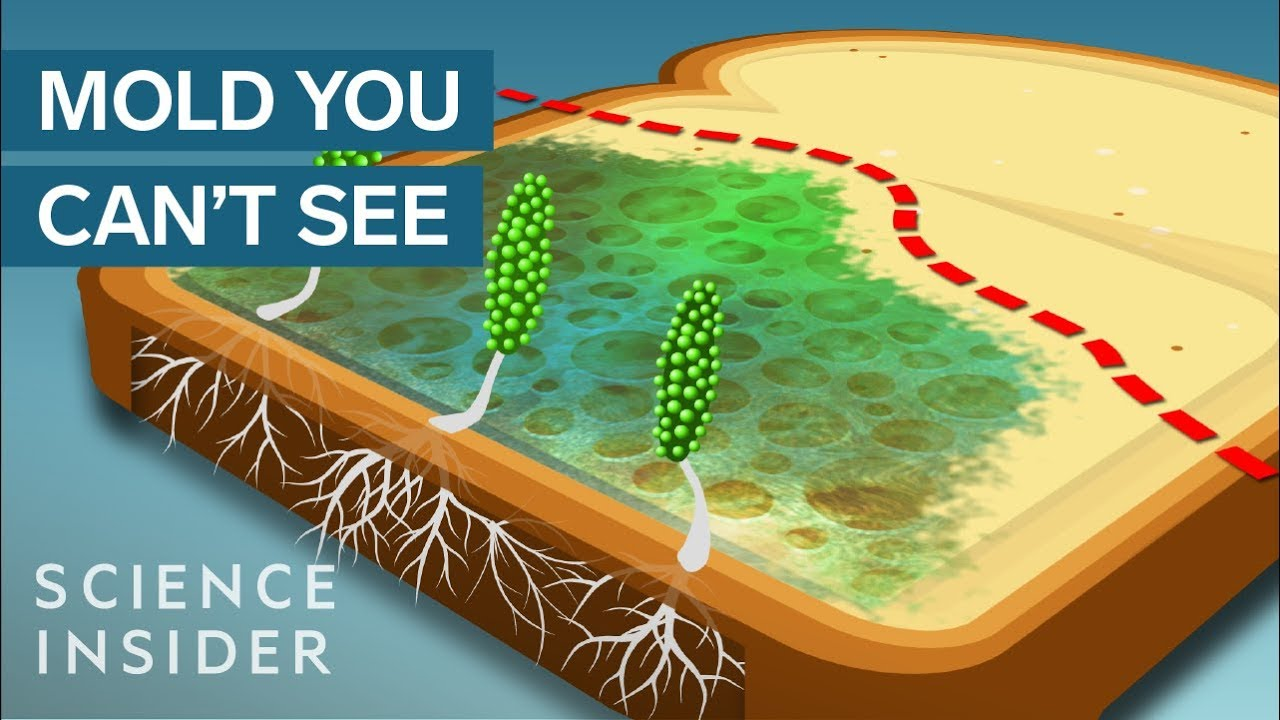 MOLD YOU
CAN'T SEE
SCIENCE
INSIDER